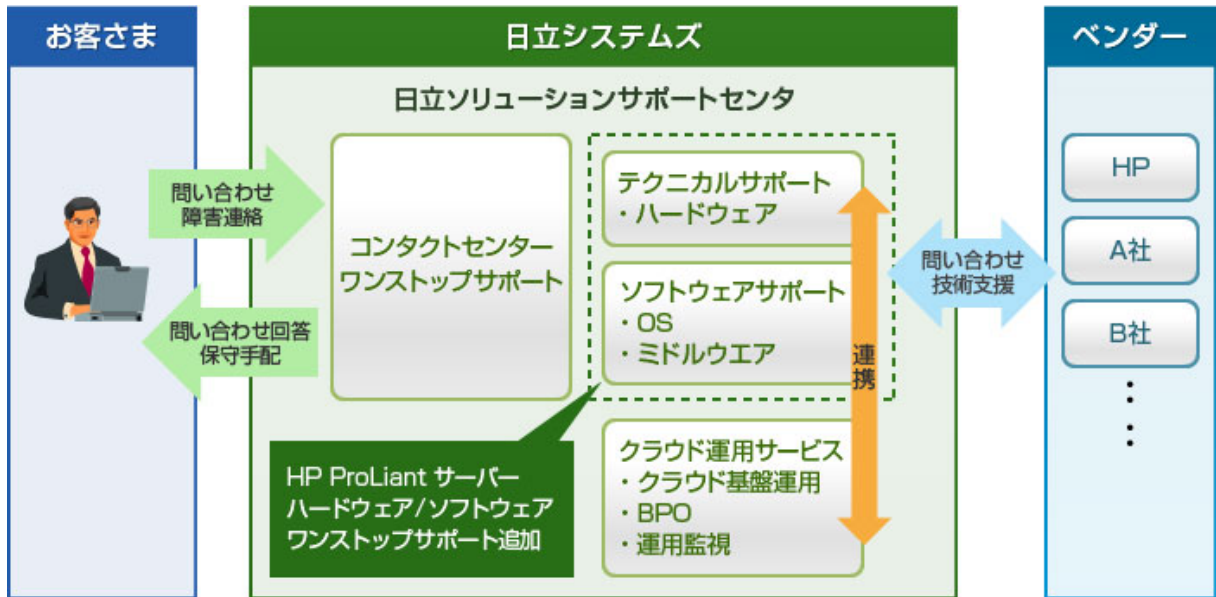 お客さま
日立システムズ
ベンダー
日立ソリューションサポートセンタ
問い合わせ
障害連絡
問い合わせ回答
保守手配
コンタクトセンター
ワンストップサポート
テクニカルサポート
・ハードウェア
ソフトウェアサポート
・OS
・ミドルウエア
クラウド運用サービス
・クラウド基盤運用
・BPO
・運用監視
連携
HP ProLiant サーバー
ハードウェア/ソフトウェア
ワンストップサポート追加
問い合わせ
技術支援
HP
A社
B社